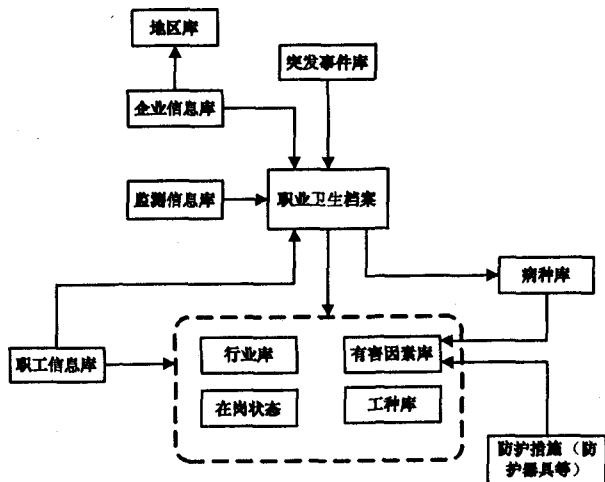 地区库
突发事件库
企业信息库
监测信息库
职业卫生档案
病种库
行业库
有害因素库
职工信息库
在岗状态
工种库
防护措施（防
护器具等）